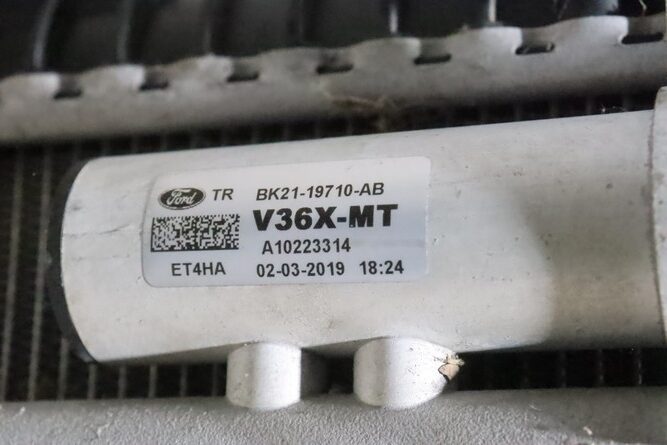 Ford TR BK21-19710-AB
V36X-MT
A10223314
ET4HA 02-03-2019 18:24